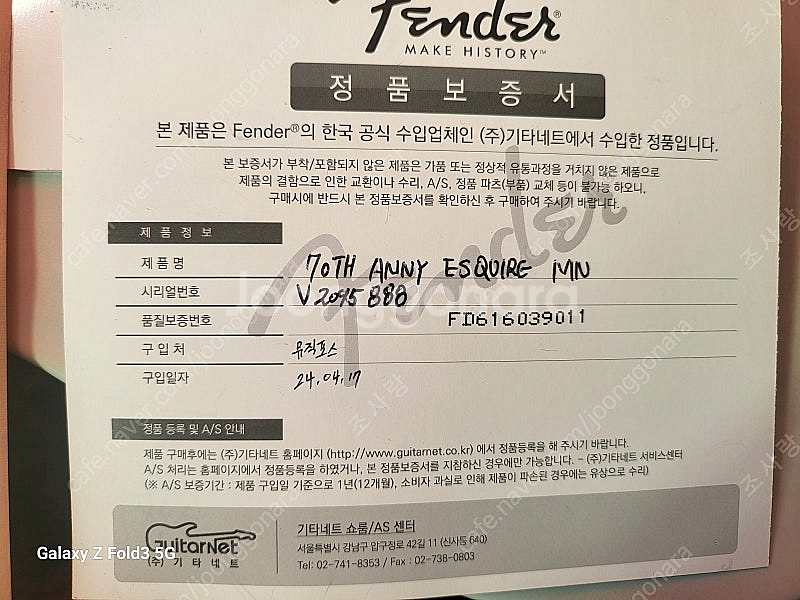 Fender®
MAKE HISTORY™
정품보증서
본 제품은 Fender®의 한국 공식 수입업체인 (주)기타네트에서 수입한 정품입니다.
본 보증서가 부착/포함되지 않은 제품은 가품 또는 정상적 유통과정을 거치지 않은 제품으로
제품의 결함으로 인한 교환이나 수리, A/S, 정품 파츠(부품) 교체 등이 불가능 하오니,
구매시에 반드시 본 정품보증서를 확인하신 후 구매하여 주시기 바랍니다.
Fender
제품정보
제품명 70TH ANNY ESQUIRE MN
시리얼번호 V2095888
품질보증번호 FD616039011
구입처 뮤직포스
구입일자 24.04.17
정품 등록 및 A/S 안내
제품 구매후에는 (주)기타네트 홈페이지 (http://www.guitarnet.co.kr) 에서 정품등록을 해 주시기 바랍니다.
A/S 처리는 홈페이지에서 정품등록을 하였거나, 본 정품보증서를 지참하신 경우에만 가능합니다. - (주)기타네트 서비스센터
(※ A/S 보증기간 : 제품 구입일 기준으로 1년(12개월), 소비자 과실로 인해 제품이 파손된 경우에는 유상으로 수리)
guitarnet
(주)기타네트
기타네트 쇼룸/AS 센터
서울특별시 강남구 압구정로 42길 11 (신사동 640)
Tel: 02-741-8353 / Fax : 02-738-0803
Galaxy Z Fold3 5G
Joonggonara
cafe.naver.com/joonggonara
조사랑